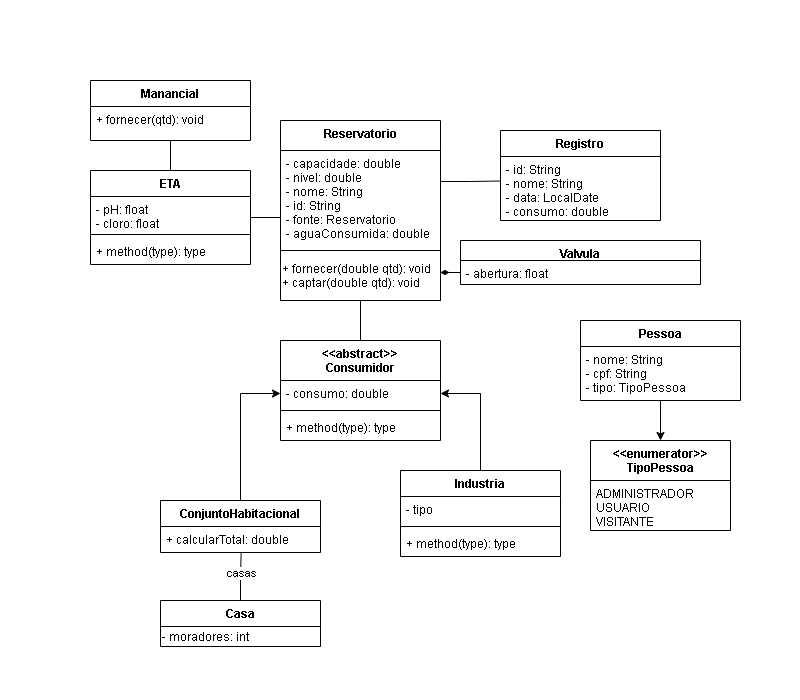 Manancial
+ fornecer(qtd): void
ETA
- pH: float
- cloro: float
+ method(type): type
Reservatorio
- capacidade: double
- nivel: double
- nome: String
- id: String
- fonte: Reservatorio
- aguaConsumida: double
+ fornecer(double qtd): void
+ captar(double qtd): void
Registro
- id: String
- nome: String
- data: LocalDate
- consumo: double
Valvula
- abertura: float
Pessoa
- nome: String
- cpf: String
- tipo: TipoPessoa
<<enumerator>>
TipoPessoa
ADMINISTRADOR
USUARIO
VISITANTE
<<abstract>>
Consumidor
- consumo: double
+ method(type): type
Industria
- tipo
+ method(type): type
ConjuntoHabitacional
+ calcularTotal: double
casas
Casa
- moradores: int